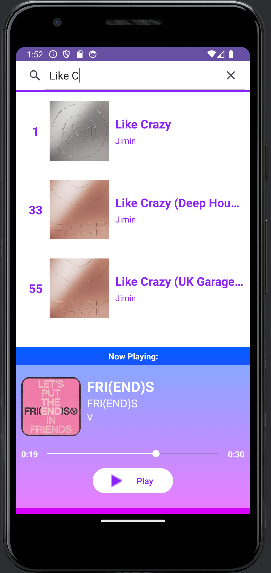 1:52
Like C
1
Like Crazy
Jimin
33
Like Crazy (Deep Hou...
Jimin
55
Like Crazy (UK Garage...
Jimin
Now Playing:
LET'S
PUT
THE
FRI(END)S
IN
FRIENDS
FRI(END)S
FRI(END)S
V
0:19
0:30
Play